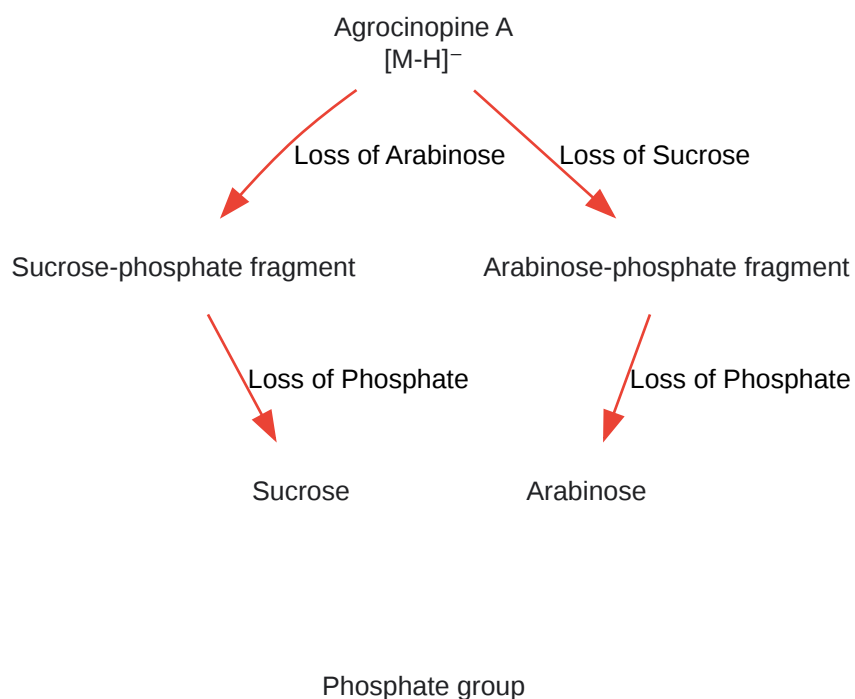 Agrocinopine A
[M-H]⁻
Loss of Arabinose
Loss of Sucrose
Sucrose-phosphate fragment
Arabinose-phosphate fragment
Loss of Phosphate
Loss of Phosphate
Sucrose
Arabinose
Phosphate group